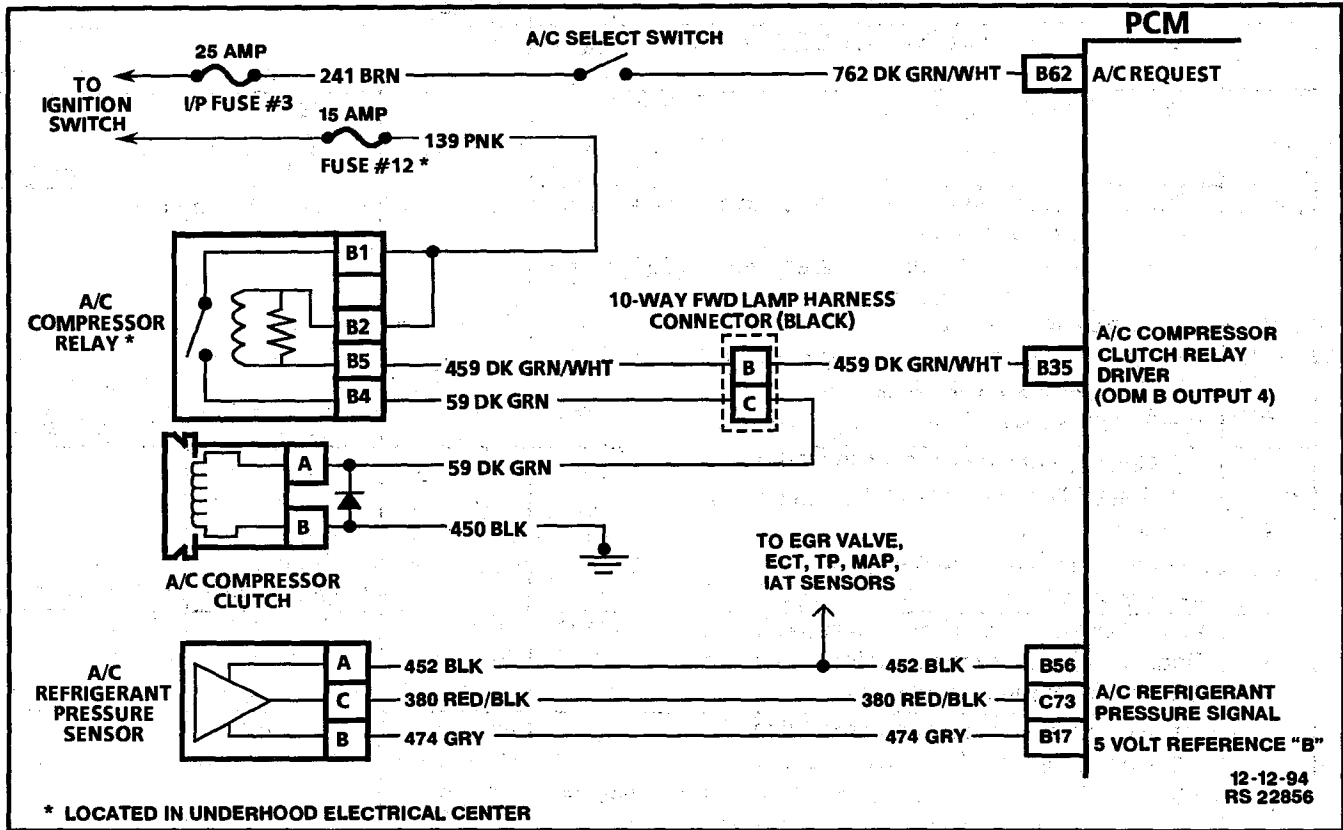 PCM
25 AMP
A/C SELECT SWITCH
TO
IGNITION
SWITCH
241 BRN
762 DK GRN/WHT
B62
A/C REQUEST
I/P FUSE #3
15 AMP
139 PNK
FUSE #12 *
A/C
COMPRESSOR
RELAY *
B1
B2
B5
B4
10-WAY FWD LAMP HARNESS
CONNECTOR (BLACK)
459 DK GRN/WHT
B
459 DK GRN/WHT
B35
A/C COMPRESSOR
CLUTCH RELAY
DRIVER
(ODM B OUTPUT 4)
59 DK GRN
C
A
59 DK GRN
B
450 BLK
A/C COMPRESSOR
CLUTCH
TO EGR VALVE,
ECT, TP, MAP,
IAT SENSORS
A/C
REFRIGERANT
PRESSURE
SENSOR
A
452 BLK
452 BLK
B56
C
380 RED/BLK
380 RED/BLK
C73
A/C REFRIGERANT
PRESSURE SIGNAL
B
474 GRY
474 GRY
B17
5 VOLT REFERENCE "B"
12-12-94
RS 22856
* LOCATED IN UNDERHOOD ELECTRICAL CENTER